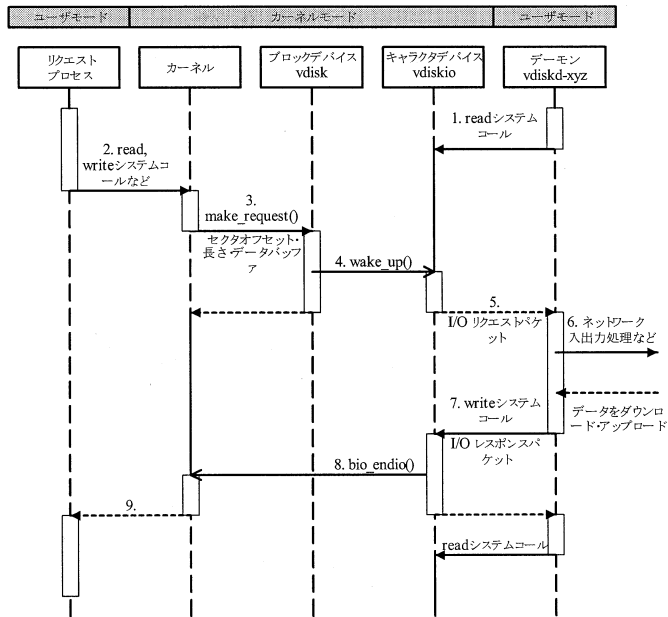 ユーザモード
カーネルモード
ユーザモード
リクエスト
プロセス
カーネル
ブロックデバイス
vdisk
キャラクタデバイス
vdiskio
デーモン
vdiskd-xyz
1. readシステム
コール
2. read,
writeシステムコ
ールなど
3.
make_request()
セクタオフセット・
長さ・データバッフ
ァ
4. wake_up()
5.
I/O リクエストパケ
ット
6. ネットワーク
入出力処理など
7. writeシステム
コール
データをダウンロ
ード・アップロード
I/O レスポンスパ
ケット
8. bio_endio()
9.
readシステムコール